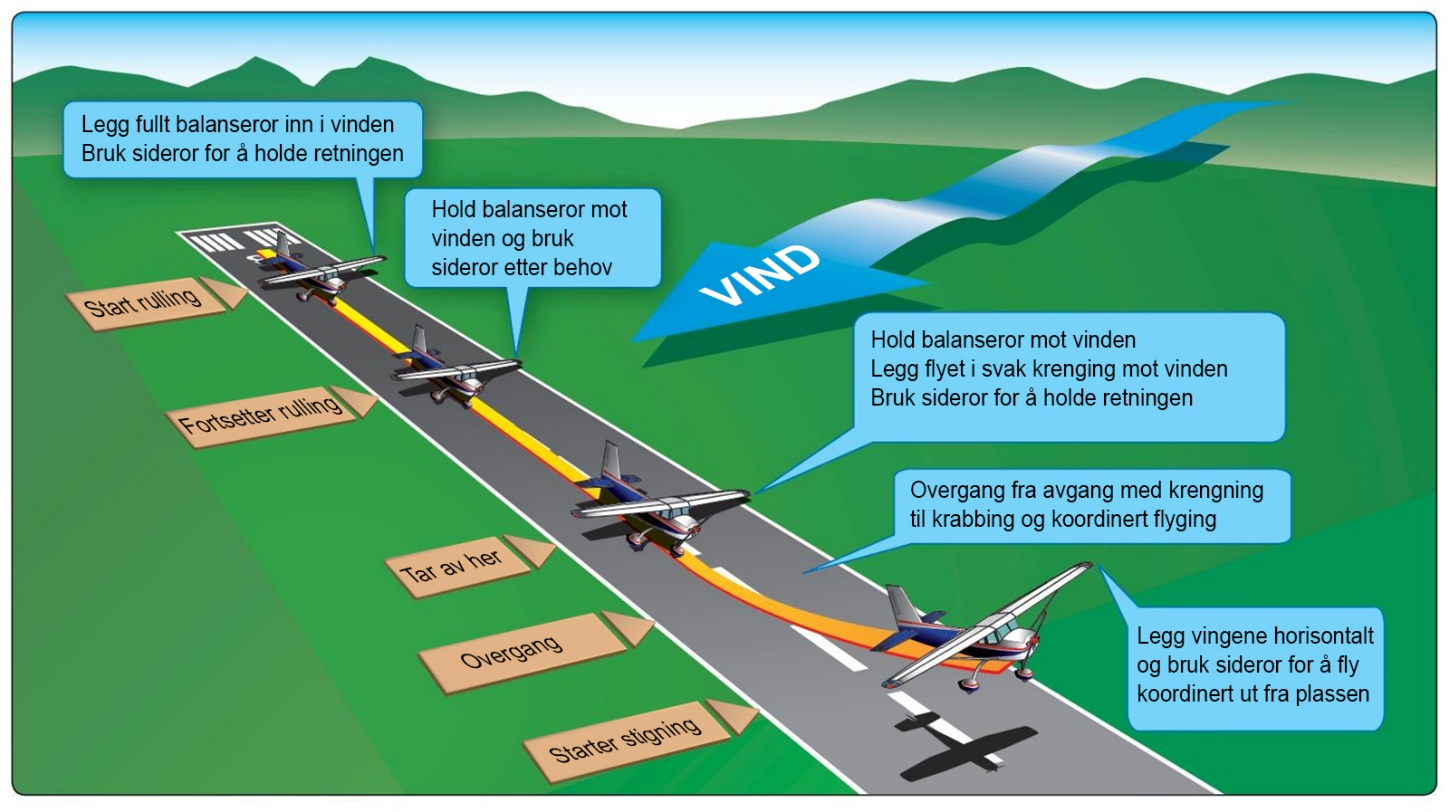 Legg fullt balanseror inn i vinden
Bruk sideror for å holde retningen
Hold balanseror mot
vinden og bruk
sideror etter behov
VIND
Start rulling
Hold balanseror mot vinden
Legg flyet i svak krenging mot vinden
Bruk sideror for å holde retningen
Fortsetter rulling
Overgang fra avgang med krengning
til krabbing og koordinert flyging
Tar av her
Legg vingene horisontalt
og bruk sideror for å fly
koordinert ut fra plassen
Overgang
Starter stigning